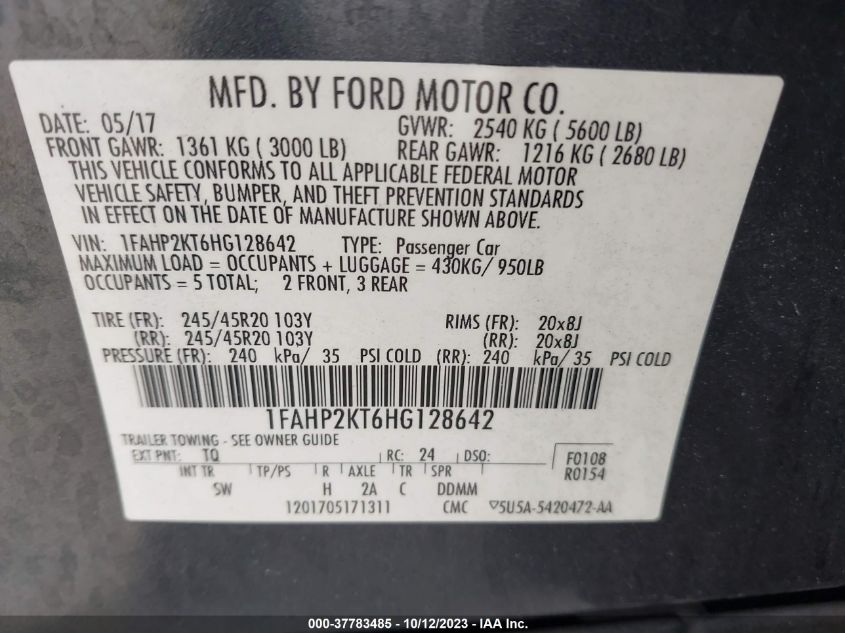 MFD. BY FORD MOTOR CO.
DATE: 05/17 GVWR: 2540 KG ( 5600 LB)
FRONT GAWR: 1361 KG ( 3000 LB) REAR GAWR: 1216 KG ( 2680 LB)
THIS VEHICLE CONFORMS TO ALL APPLICABLE FEDERAL MOTOR
VEHICLE SAFETY, BUMPER, AND THEFT PREVENTION STANDARDS
IN EFFECT ON THE DATE OF MANUFACTURE SHOWN ABOVE.
VIN: 1FAHP2KT6HG128642 TYPE: Passenger Car
MAXIMUM LOAD = OCCUPANTS + LUGGAGE = 430KG/ 950LB
OCCUPANTS = 5 TOTAL; 2 FRONT, 3 REAR
TIRE (FR): 245/45R20 103Y RIMS (FR): 20x8J
(RR): 245/45R20 103Y (RR): 20x8J
PRESSURE (FR): 240 kPa/ 35 PSI COLD (RR): 240 kPa/ 35 PSI COLD
1FAHP2KT6HG128642
TRAILER TOWING - SEE OWNER GUIDE
EXT PNT: TQ RC: 24 DSO: F0108
INT TR TP/PS R AXLE TR SPR R0154
SW H 2A C DDMM
1201705171311 CMC ▽5U5A-5420472-AA
000-37783485 - 10/12/2023 - IAA Inc.